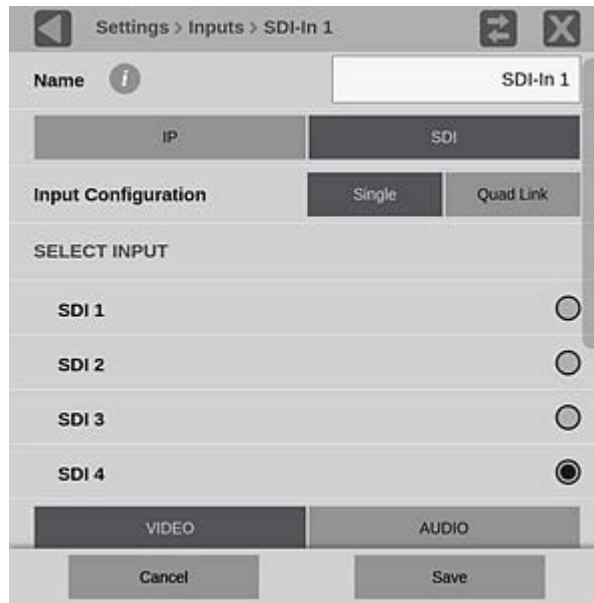 Settings > Inputs > SDI-In 1
Name i SDI-In 1
IP SDI
Input Configuration Single Quad Link
SELECT INPUT
SDI 1
SDI 2
SDI 3
SDI 4
VIDEO AUDIO
Cancel Save